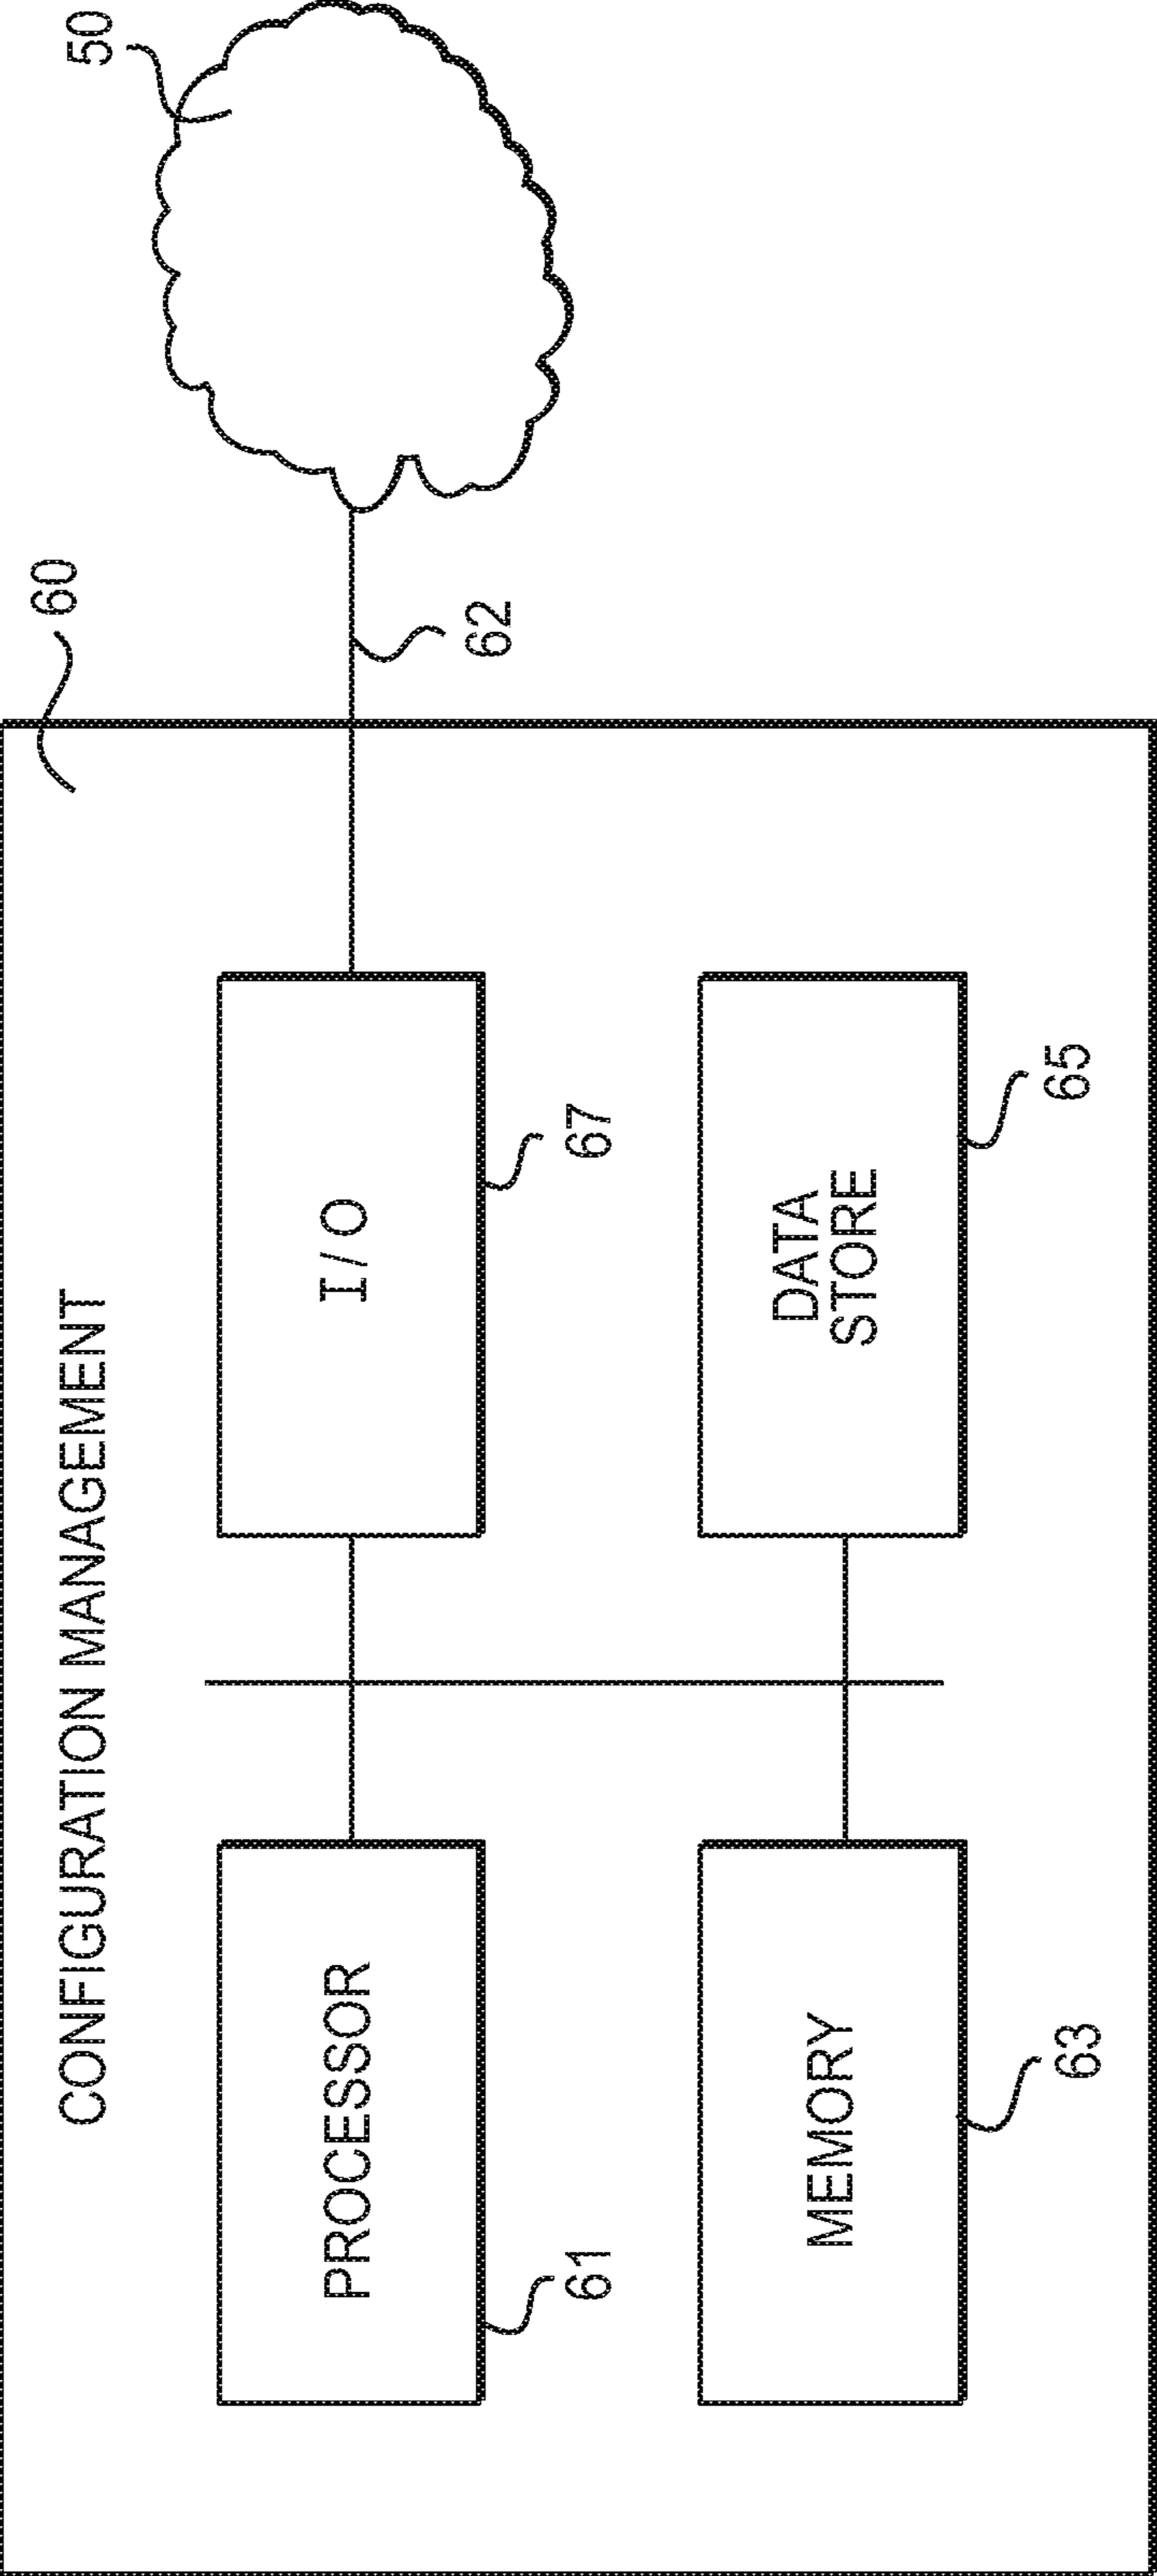 CONFIGURATION MANAGEMENT
60
50
PROCESSOR
61
I/O
67
62
MEMORY
63
DATA
STORE
65